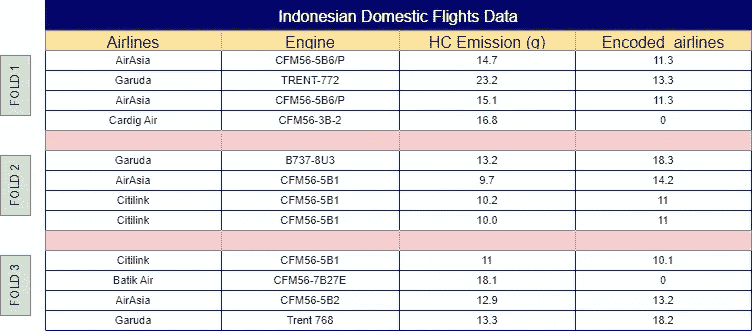 Indonesian Domestic Flights Data
Airlines Engine HC Emission (g) Encoded airlines
FOLD 1
AirAsia CFM56-5B6/P 14.7 11.3
Garuda TRENT-772 23.2 13.3
AirAsia CFM56-5B6/P 15.1 11.3
Cardig Air CFM56-3B-2 16.8 0
FOLD 2
Garuda B737-8U3 13.2 18.3
AirAsia CFM56-5B1 9.7 14.2
Citilink CFM56-5B1 10.2 11
Citilink CFM56-5B1 10.0 11
FOLD 3
Citilink CFM56-5B1 11 10.1
Batik Air CFM56-7B27E 18.1 0
AirAsia CFM56-5B2 12.9 13.2
Garuda Trent 768 13.3 18.2